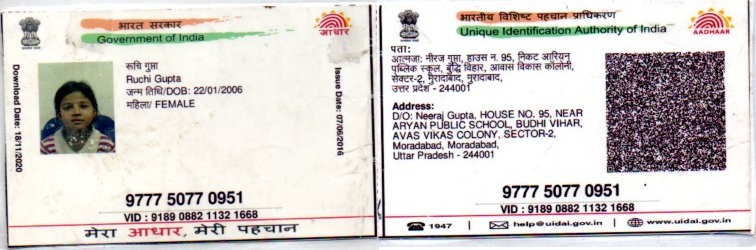 भारत सरकार
Government of India
आधार
Download Date: 18/11/2020
रूचि गुप्ता
Ruchi Gupta
जन्म तिथि/DOB: 22/01/2006
महिला/ FEMALE
Issue Date: 07/06/2016
9777 5077 0951
VID : 9189 0882 1132 1668
मेरा आधार, मेरी पहचान
भारतीय विशिष्ट पहचान प्राधिकरण
Unique Identification Authority of India
AADHAAR
पता:
आत्मजा: नीरज गुप्ता, हाउस न. 95, निकट आरियन
पब्लिक स्कूल, बुद्धि विहार, आवास विकास कॉलोनी,
सेक्टर-2, मुरादाबाद, मुरादाबाद,
उत्तर प्रदेश - 244001
Address:
D/O: Neeraj Gupta, HOUSE NO. 95, NEAR
ARYAN PUBLIC SCHOOL, BUDHI VIHAR,
AVAS VIKAS COLONY, SECTOR-2,
Moradabad, Moradabad,
Uttar Pradesh - 244001
9777 5077 0951
VID : 9189 0882 1132 1668
1947 | help@uidai.gov.in | www.uidai.gov.in